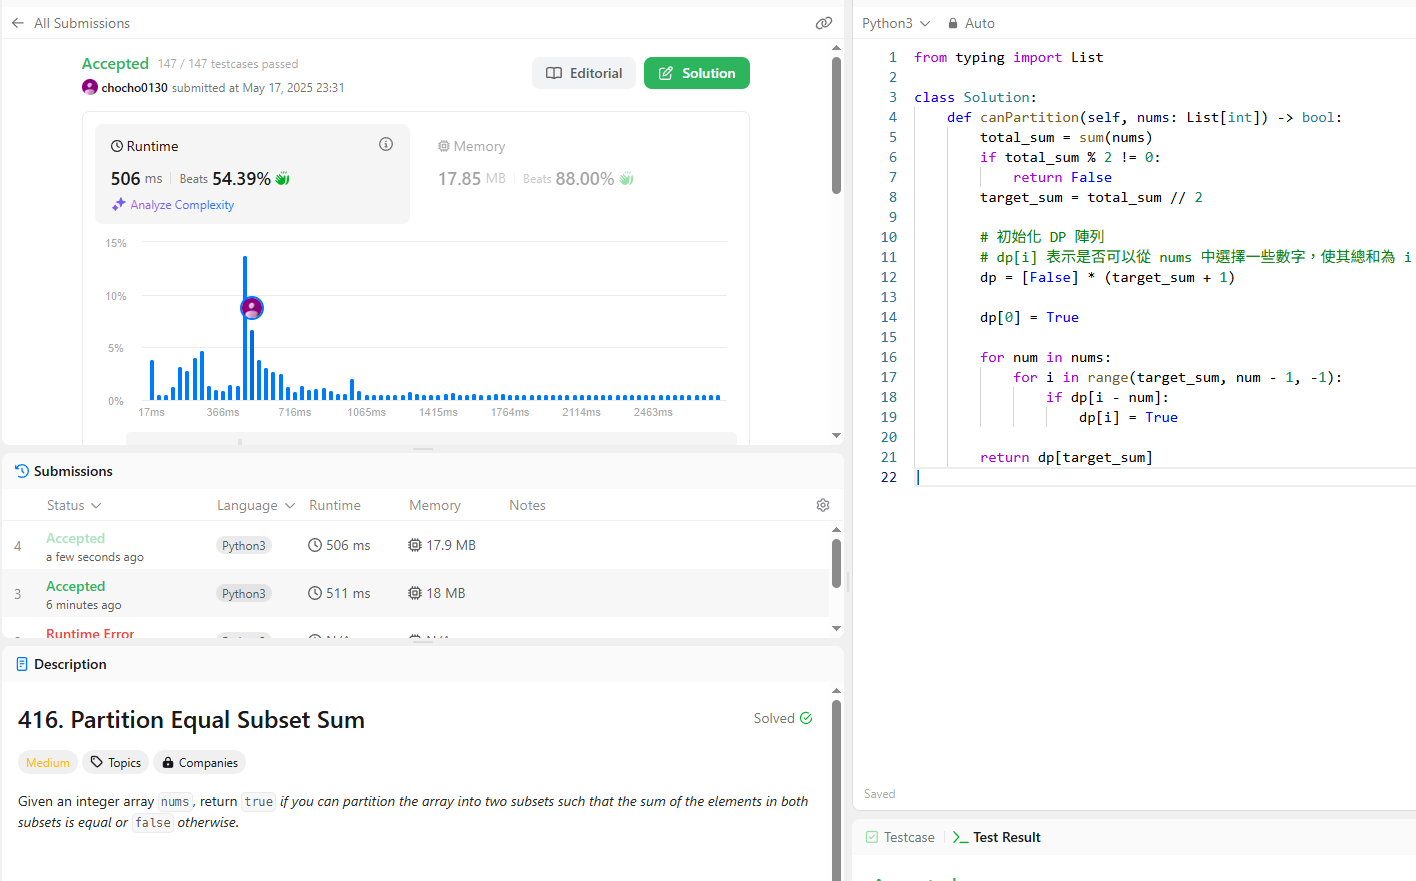 All Submissions
Accepted 147 / 147 testcases passed
chocho0130 submitted at May 17, 2025 23:31
Editorial
Solution
Runtime
506 ms Beats 54.39%
Analyze Complexity
Memory
17.85 MB Beats 88.00%
15%
10%
5%
0%
17ms 366ms 716ms 1065ms 1415ms 1764ms 2114ms 2463ms
Submissions
Status Language Runtime Memory Notes
4 Accepted Python3 506 ms 17.9 MB
a few seconds ago
3 Accepted Python3 511 ms 18 MB
6 minutes ago
Runtime Error
Description
416. Partition Equal Subset Sum
Solved
Medium Topics Companies
Given an integer array nums, return true if you can partition the array into two subsets such that the sum of the elements in both
subsets is equal or false otherwise.
Python3 Auto
1 from typing import List
2
3 class Solution:
4 def canPartition(self, nums: List[int]) -> bool:
5 total_sum = sum(nums)
6 if total_sum % 2 != 0:
7 return False
8 target_sum = total_sum // 2
9
10 # 初始化 DP 陣列
11 # dp[i] 表示是否可以從 nums 中選擇一些數字，使其總和為 i
12 dp = [False] * (target_sum + 1)
13
14 dp[0] = True
15
16 for num in nums:
17 for i in range(target_sum, num - 1, -1):
18 if dp[i - num]:
19 dp[i] = True
20
21 return dp[target_sum]
22
Saved
Testcase
Test Result